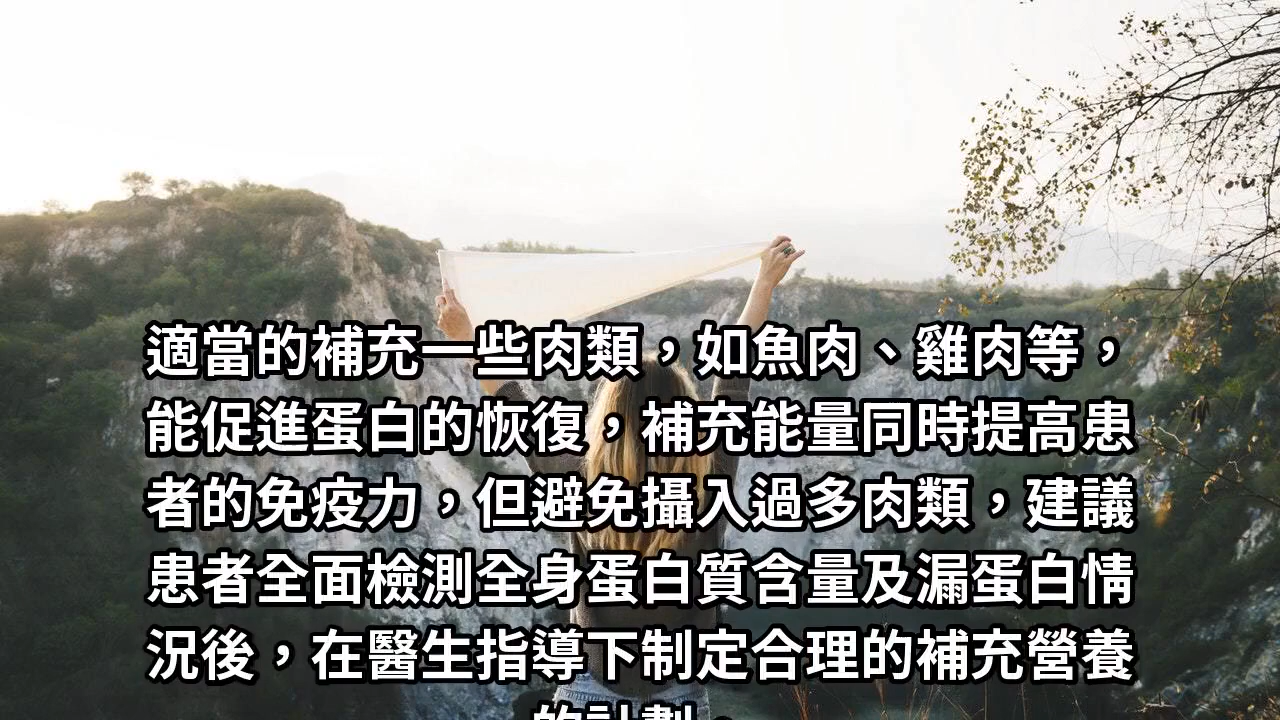 適當的補充一些肉類，如魚肉、雞肉等，
能促進蛋白的恢復，補充能量同時提高患
者的免疫力，但避免攝入過多肉類，建議
患者全面檢測全身蛋白質含量及漏蛋白情
況後，在醫生指導下制定合理的補充營養
的計劃。